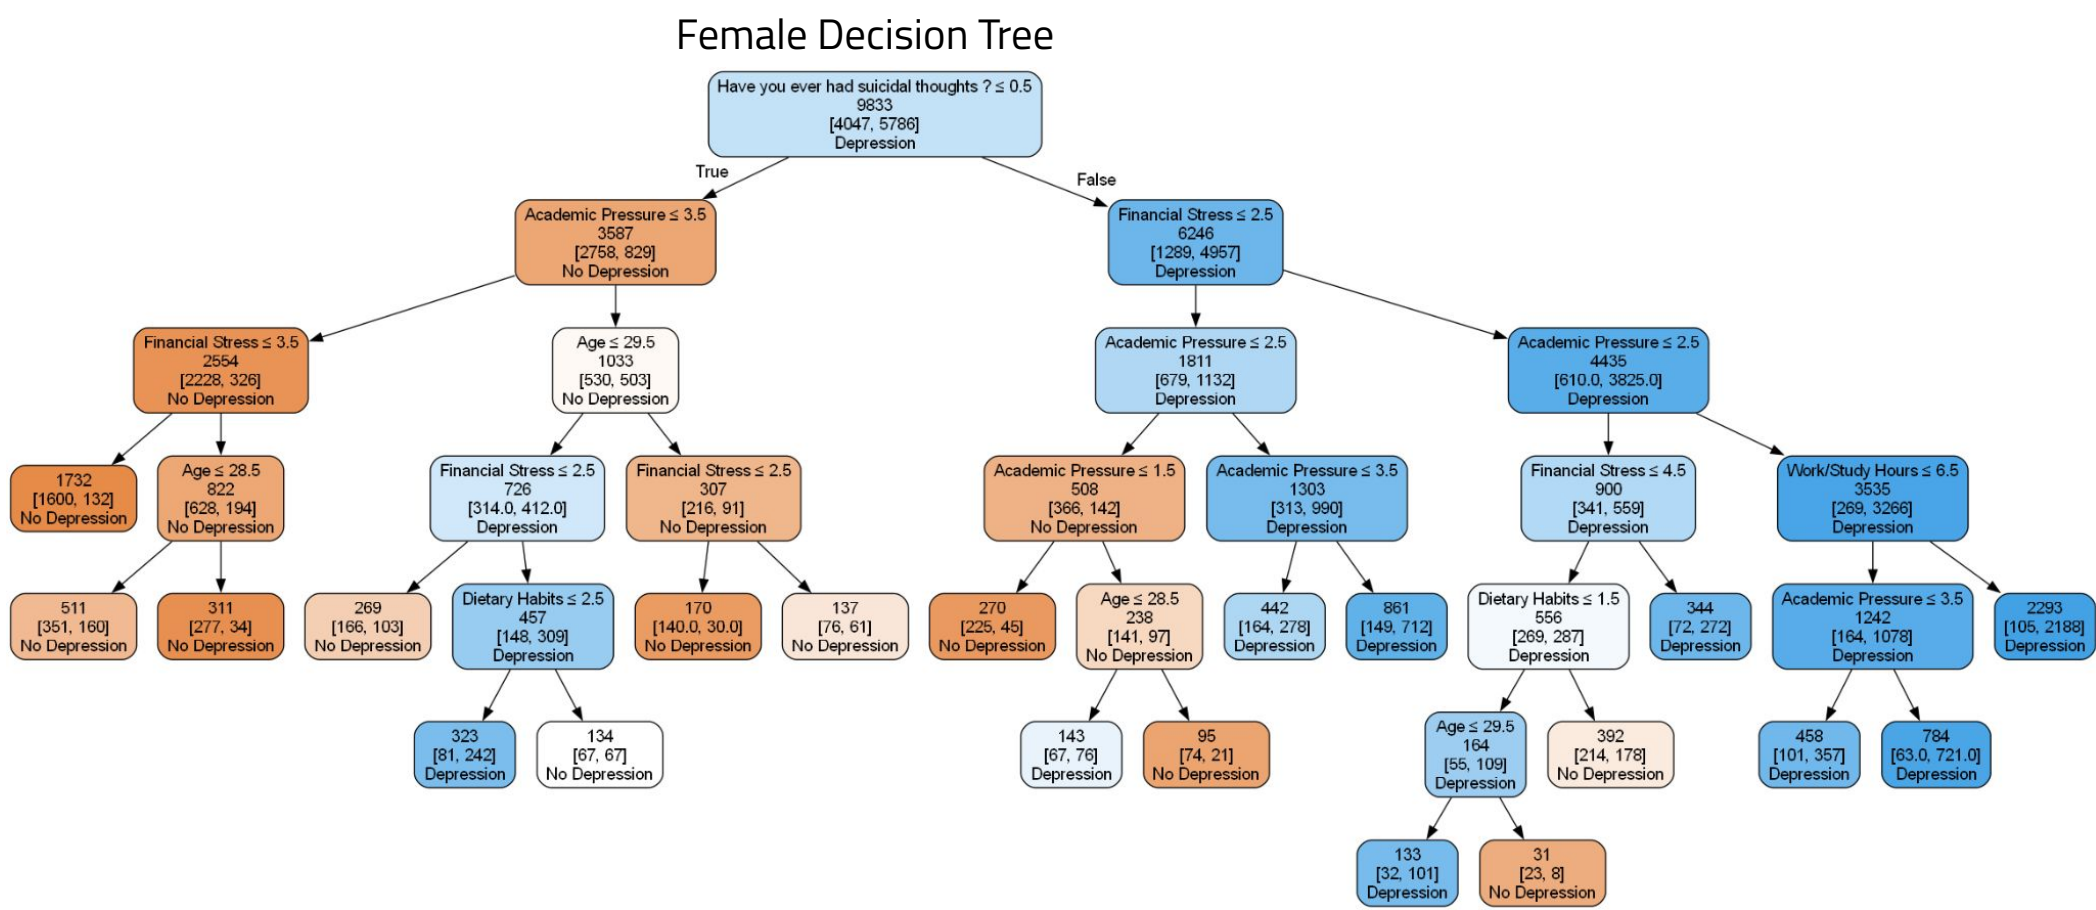 Female Decision Tree
Have you ever had suicidal thoughts ? ≤ 0.5
9833
[4047, 5786]
Depression
True
False
Academic Pressure ≤ 3.5
3587
[2758, 829]
No Depression
Financial Stress ≤ 2.5
6246
[1289, 4957]
Depression
Financial Stress ≤ 3.5
2554
[2228, 326]
No Depression
Age ≤ 29.5
1033
[530, 503]
No Depression
Academic Pressure ≤ 2.5
1811
[679, 1132]
Depression
Academic Pressure ≤ 2.5
4435
[610.0, 3825.0]
Depression
1732
[1600, 132]
No Depression
Age ≤ 28.5
822
[628, 194]
No Depression
Financial Stress ≤ 2.5
726
[314.0, 412.0]
Depression
Financial Stress ≤ 2.5
307
[216, 91]
No Depression
Academic Pressure ≤ 1.5
508
[366, 142]
No Depression
Academic Pressure ≤ 3.5
1303
[313, 990]
Depression
Financial Stress ≤ 4.5
900
[341, 559]
Depression
Work/Study Hours ≤ 6.5
3535
[269, 3266]
Depression
511
[351, 160]
No Depression
311
[277, 34]
No Depression
269
[166, 103]
No Depression
Dietary Habits ≤ 2.5
457
[148, 309]
Depression
170
[140.0, 30.0]
No Depression
137
[76, 61]
No Depression
270
[225, 45]
No Depression
Age ≤ 28.5
238
[141, 97]
No Depression
442
[164, 278]
Depression
861
[149, 712]
Depression
Dietary Habits ≤ 1.5
556
[269, 287]
Depression
344
[72, 272]
Depression
Academic Pressure ≤ 3.5
1242
[164, 1078]
Depression
2293
[105, 2188]
Depression
323
[81, 242]
Depression
134
[67, 67]
No Depression
143
[67, 76]
Depression
95
[74, 21]
No Depression
Age ≤ 29.5
164
[55, 109]
Depression
392
[214, 178]
No Depression
458
[101, 357]
Depression
784
[63.0, 721.0]
Depression
133
[32, 101]
Depression
31
[23, 8]
No Depression